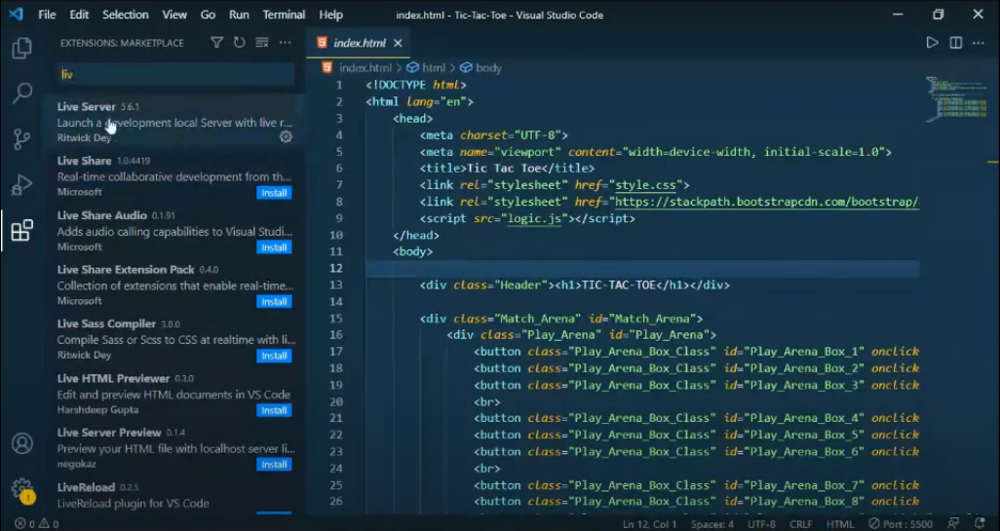 File Edit Selection View Go Run Terminal Help index.html - Tic-Tac-Toe - Visual Studio Code
EXTENSIONS: MARKETPLACE
liv
Live Server 5.6.1
Launch a development local Server with live r...
Ritwick Dey
Live Share 1.0.4419
Real-time collaborative development from th...
Microsoft Install
Live Share Audio 0.1.91
Adds audio calling capabilities to Visual Studi...
Microsoft Install
Live Share Extension Pack 0.4.0
Collection of extensions that enable real-time...
Microsoft Install
Live Sass Compiler 3.0.0
Compile Sass or Scss to CSS at realtime with li...
Ritwick Dey Install
Live HTML Previewer 0.3.0
Edit and preview HTML documents in VS Code
Harshdeep Gupta Install
Live Server Preview 0.1.4
Preview your HTML file with localhost server li...
negokaz Install
LiveReload 0.2.5
LiveReload plugin for VS Code
1
index.html
index.html > html > body
1 <!DOCTYPE html>
2 <html lang="en">
3 <head>
4 <meta charset="UTF-8">
5 <meta name="viewport" content="width=device-width, initial-scale=1.0">
6 <title>Tic Tac Toe</title>
7 <link rel="stylesheet" href="style.css">
8 <link rel="stylesheet" href="https://stackpath.bootstrapcdn.com/bootstrap/
9 <script src="logic.js"></script>
10 </head>
11 <body>
12
13 <div class="Header"><h1>TIC-TAC-TOE</h1></div>
14
15 <div class="Match_Arena" id="Match_Arena">
16 <div class="Play_Arena" id="Play_Arena">
17 <button class="Play_Arena_Box_Class" id="Play_Arena_Box_1" onclick
18 <button class="Play_Arena_Box_Class" id="Play_Arena_Box_2" onclick
19 <button class="Play_Arena_Box_Class" id="Play_Arena_Box_3" onclick
20 <br>
21 <button class="Play_Arena_Box_Class" id="Play_Arena_Box_4" onclick
22 <button class="Play_Arena_Box_Class" id="Play_Arena_Box_5" onclick
23 <button class="Play_Arena_Box_Class" id="Play_Arena_Box_6" onclick
24 <br>
25 <button class="Play_Arena_Box_Class" id="Play_Arena_Box_7" onclick
26 <button class="Play_Arena_Box_Class" id="Play_Arena_Box_8" onclick
0 0 Ln 12, Col 1 Spaces: 4 UTF-8 CRLF HTML Port : 5500